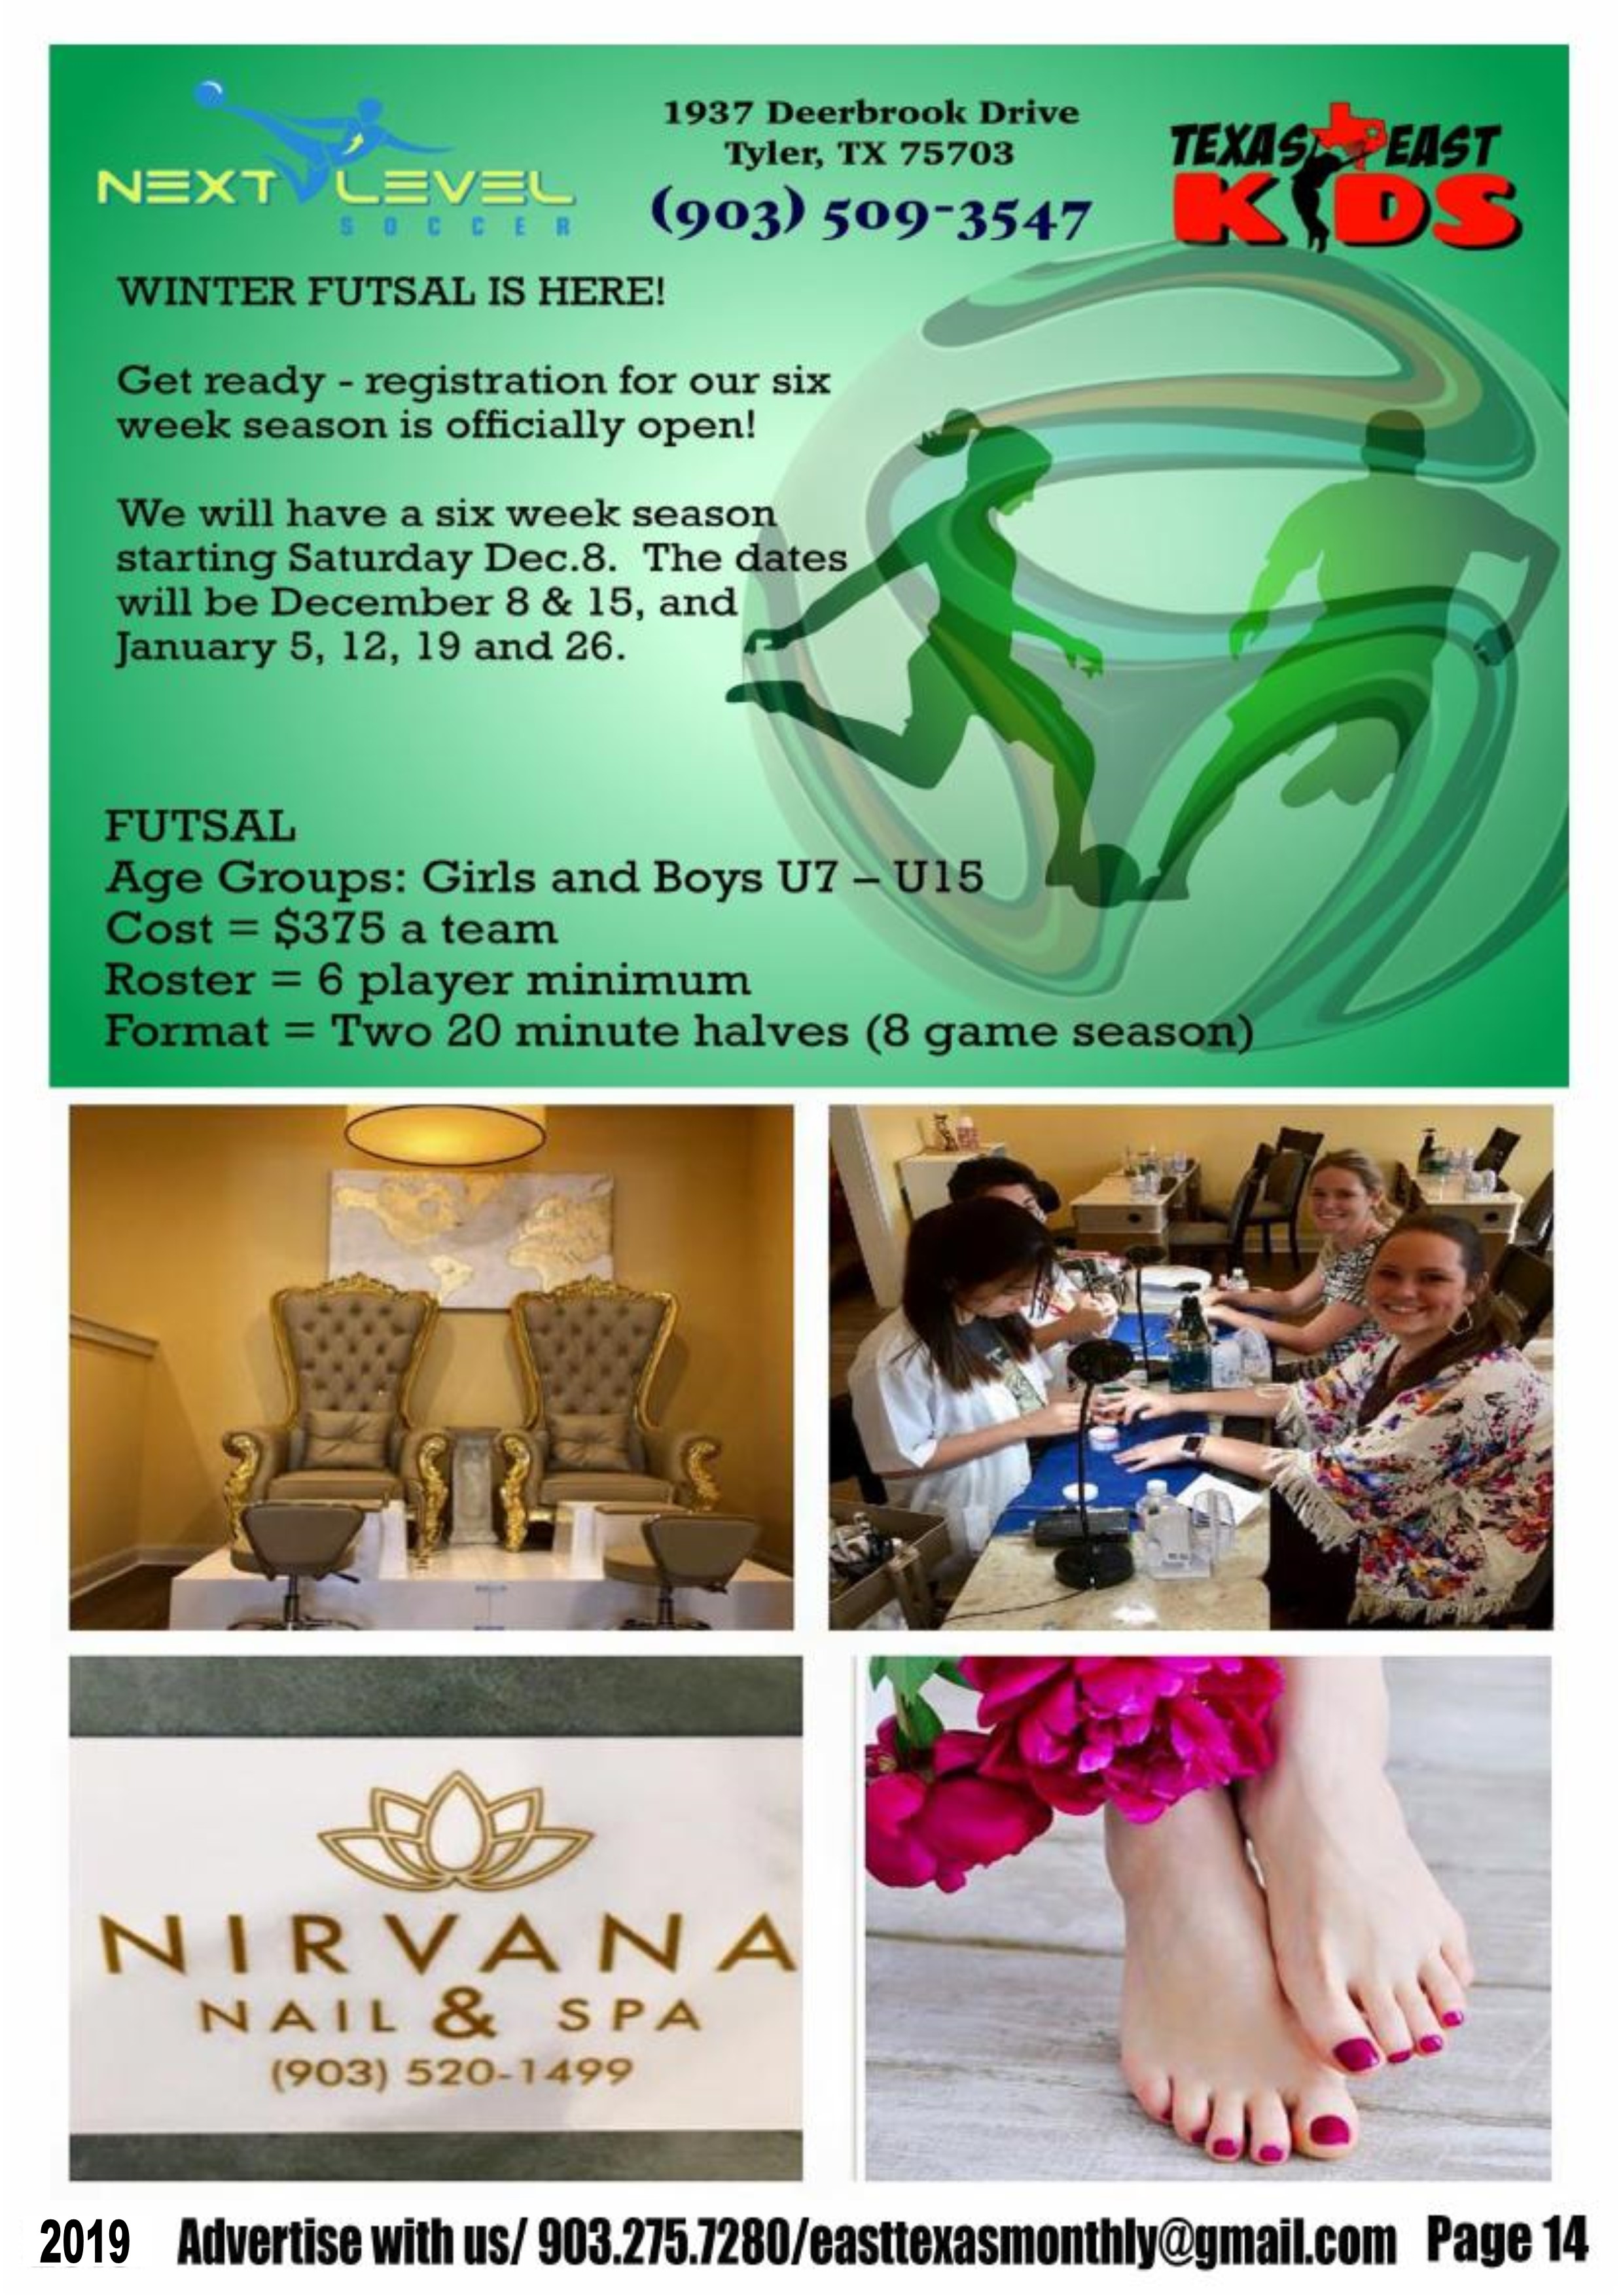 NEXT LEVEL
SOCCER
1937 Deerbrook Drive
Tyler, TX 75703
(903) 509-3547
TEXAS EAST
KIDS
WINTER FUTSAL IS HERE!
Get ready - registration for our six
week season is officially open!
We will have a six week season
starting Saturday Dec.8. The dates
will be December 8 & 15, and
January 5, 12, 19 and 26.
FUTSAL
Age Groups: Girls and Boys U7 – U15
Cost = $375 a team
Roster = 6 player minimum
Format = Two 20 minute halves (8 game season)
NIRVANA
NAIL & SPA
(903) 520-1499
2019 Advertise with us/ 903.275.7280/easttexasmonthly@gmail.com Page 14